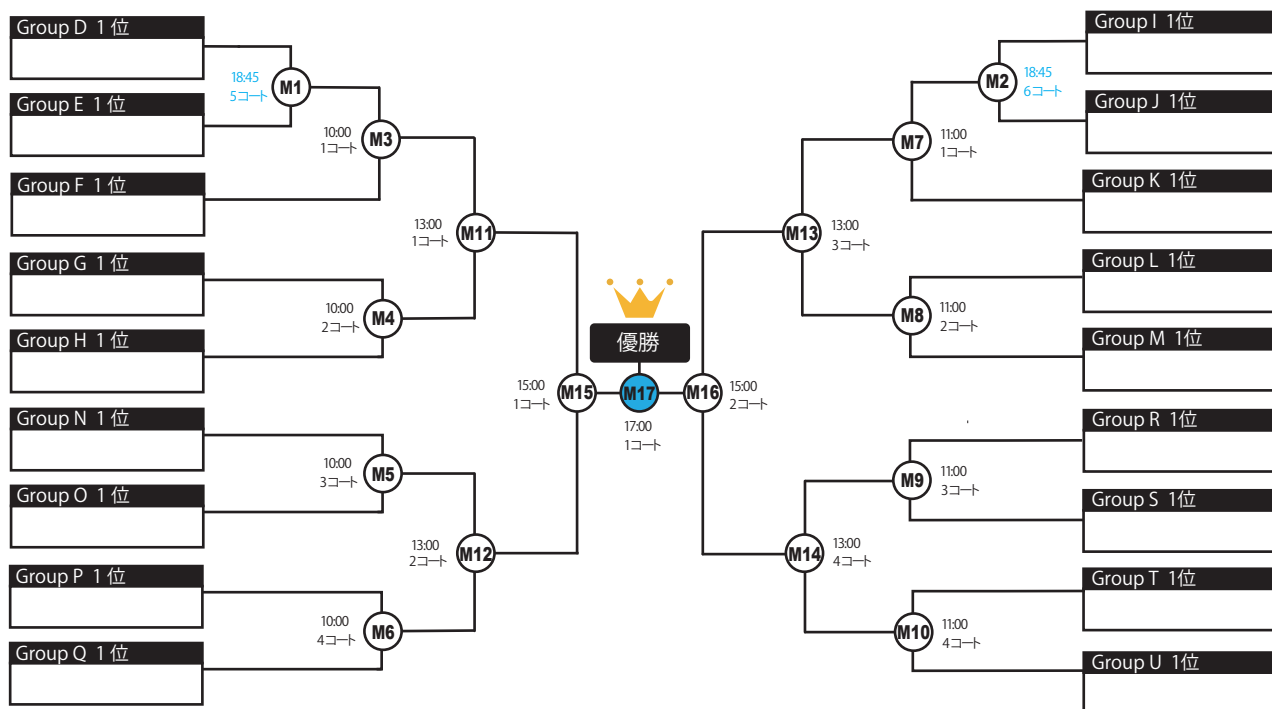 Group D 1 位
18:45
5コート
M1
Group E 1 位
10:00
1コート
M3
Group F 1 位
13:00
1コート
M11
Group G 1 位
10:00
2コート
M4
Group H 1 位
15:00
1コート
M15
Group N 1 位
10:00
3コート
M5
Group O 1 位
13:00
2コート
M12
Group P 1 位
10:00
4コート
M6
Group Q 1 位
優勝
M17
17:00
1コート
Group I 1位
M2
18:45
6コート
Group J 1位
M7
11:00
1コート
Group K 1位
M13
13:00
3コート
Group L 1位
M8
11:00
2コート
Group M 1位
M16
15:00
2コート
Group R 1位
M9
11:00
3コート
Group S 1位
M14
13:00
4コート
Group T 1位
M10
11:00
4コート
Group U 1位